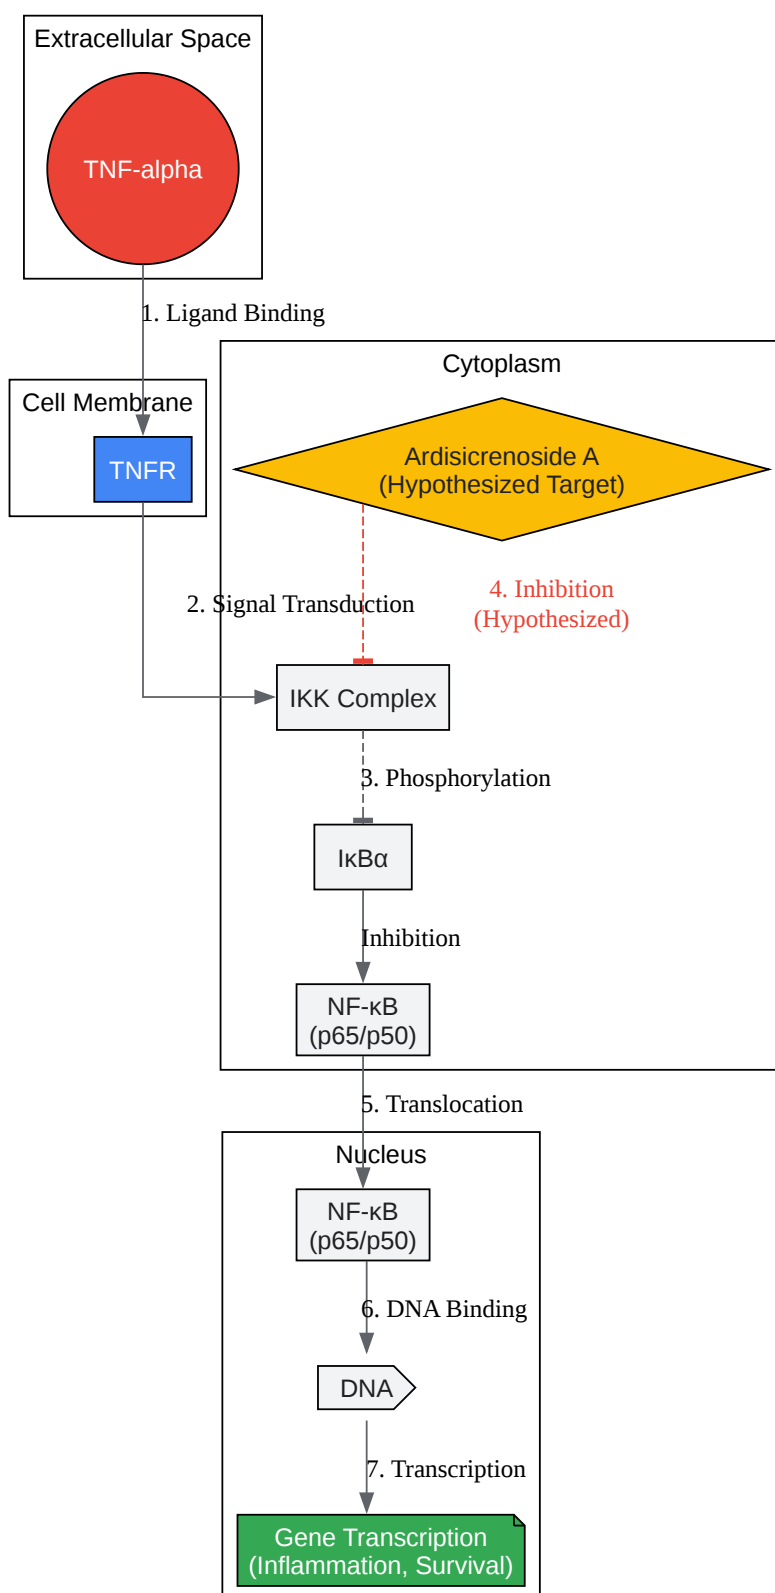 Extracellular Space
TNF-alpha
1. Ligand Binding
Cytoplasm
Cell Membrane
TNFR
Ardisicrenoside A
(Hypothesized Target)
2. Signal Transduction
4. Inhibition
(Hypothesized)
IKK Complex
3. Phosphorylation
IκBα
Inhibition
NF-κB
(p65/p50)
5. Translocation
Nucleus
NF-κB
(p65/p50)
6. DNA Binding
DNA
7. Transcription
Gene Transcription
(Inflammation, Survival)